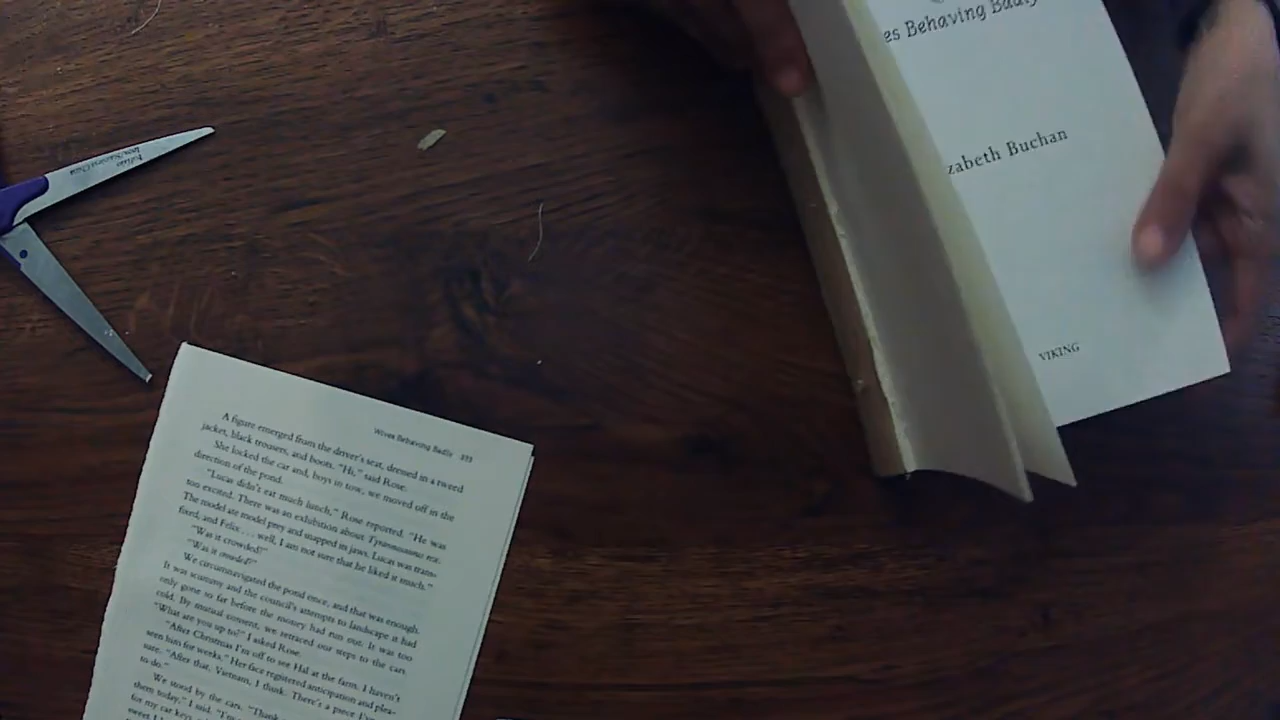 es Behaving Badly
zabeth Buchan
VIKING
Wives Behaving Badly
A figure emerged from the driver's seat, dressed in a tweed
jacket, black trousers, and boots. "Hi," said Rose.
She locked the car and, boys in tow, we moved off in the
direction of the pond.
"Lucas didn't eat much lunch," Rose reported. "He was
too excited. There was an exhibition about Tyrannosaurus rex.
The model ate model prey and snapped its jaws. Lucas was trans-
fixed, and Felix . . . well, I am not sure that he liked it much."
"Was it crowded?"
"Was it crowded?"
We circumnavigated the pond once, and that was enough.
It was scummy and the council's attempts to landscape it had
only gone so far before the money had run out. It was too
cold. By mutual consent, we retraced our steps to the cars.
"What are you up to?" I asked Rose.
"After Christmas I'm off to see Hal at the farm. I haven't
seen him for weeks." Her face registered anticipation and plea-
sure. "After that, Vietnam, I think. There's a piece I've
to do."
We stood by the cars. "Thank
them today," I said. "I'm
for my car keys